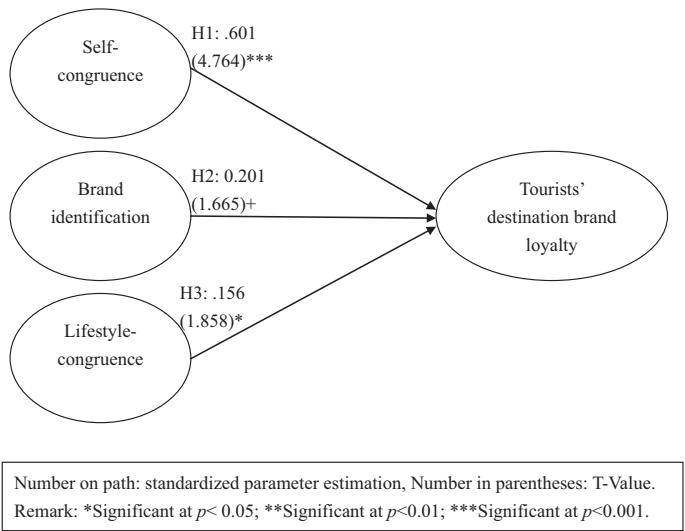 Self-
congruence
H1: .601
(4.764)***
Brand
identification
H2: 0.201
(1.665)+
Lifestyle-
congruence
H3: .156
(1.858)*
Tourists’
destination brand
loyalty
Number on path: standardized parameter estimation, Number in parentheses: T-Value.
Remark: *Significant at p< 0.05; **Significant at p<0.01; ***Significant at p<0.001.